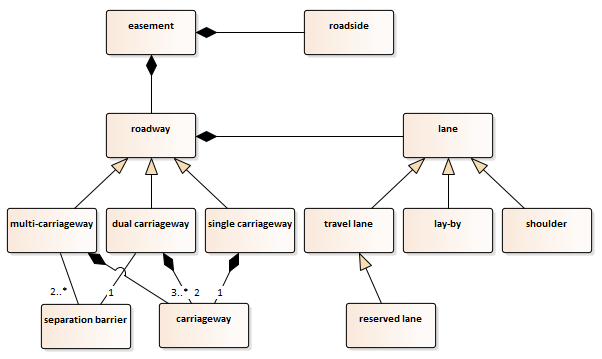 easement
roadside
roadway
lane
multi-carriageway
dual carriageway
single carriageway
travel lane
lay-by
shoulder
2..*
1
3..*
2
1
separation barrier
carriageway
reserved lane